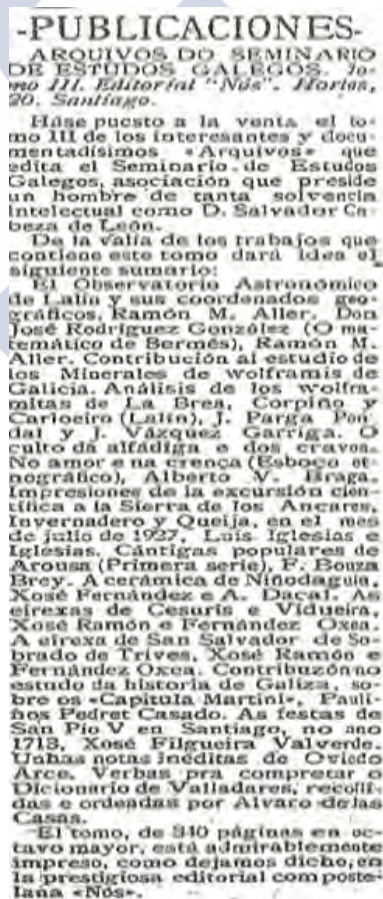 -PUBLICACIONES-
ARQUIVOS DO SEMINARIO
DE ESTUDOS GALEGOS. To-
mo III. Editorial "Nós". Hortas,
20. Santiago.
Háse puesto a la venta el to-
mo III de los interesantes y docu-
mentadísimos «Arquivos» que
edita el Seminario de Estudos
Galegos, asociación que preside
un hombre de tanta solvencia
intelectual como D. Salvador Ca-
beza de León.
De la valía de los trabajos que
contiene este tomo dará idea el
siguiente sumario:
El Observatorio Astronómico
de Lalín y sus coordenados geo-
gráficos, Ramón M. Aller. Don
José Rodríguez González (O ma-
temático de Bermés), Ramón M.
Aller. Contribución al estudio de
los Minerales de wolframis de
Galicia. Análisis de los wolfra-
mitas de La Brea, Corpiño y
Carloeiro (Lalín), J. Parga Pon-
dal y J. Vázquez Garriga. O
culto da alfádiga e dos cravos.
No amor e na crença (Esboço et-
nográfico), Alberto V. Braga.
Impresiones de la excursión cien-
tífica a la Sierra de los Ancares,
Invernadero y Queija, en el mes
de julio de 1927, Luis Iglesias e
Iglesias. Cántigas populares de
Arousa (Primera serie), F. Bouza
Brey. A cerámica de Niñodaguia,
Xosé Fernández e A. Dacal. As
eirexas de Cesuris e Vidueira,
Xosé Ramón e Fernández Oxea.
A eirexa de San Salvador de So-
brado de Trives, Xosé Ramón e
Fernández Oxea. Contribuzón no
estudo da historia de Galiza, so-
bre os «Capitula Martini», Pauli-
ños Pedret Casado. As festas de
San Pío V en Santiago, no ano
1713, Xosé Filgueira Valverde.
Unhas notas inéditas de Oviedo
Arce. Verbas pra compretar o
Dicionario de Valladares, recolli-
das e ordeadas por Alvaro de las
Casas.
El tomo, de 340 páginas en oc-
tavo mayor, está admirablemente
impreso, como dejamos dicho, en
la prestigiosa editorial compos­te-
lana «Nós».